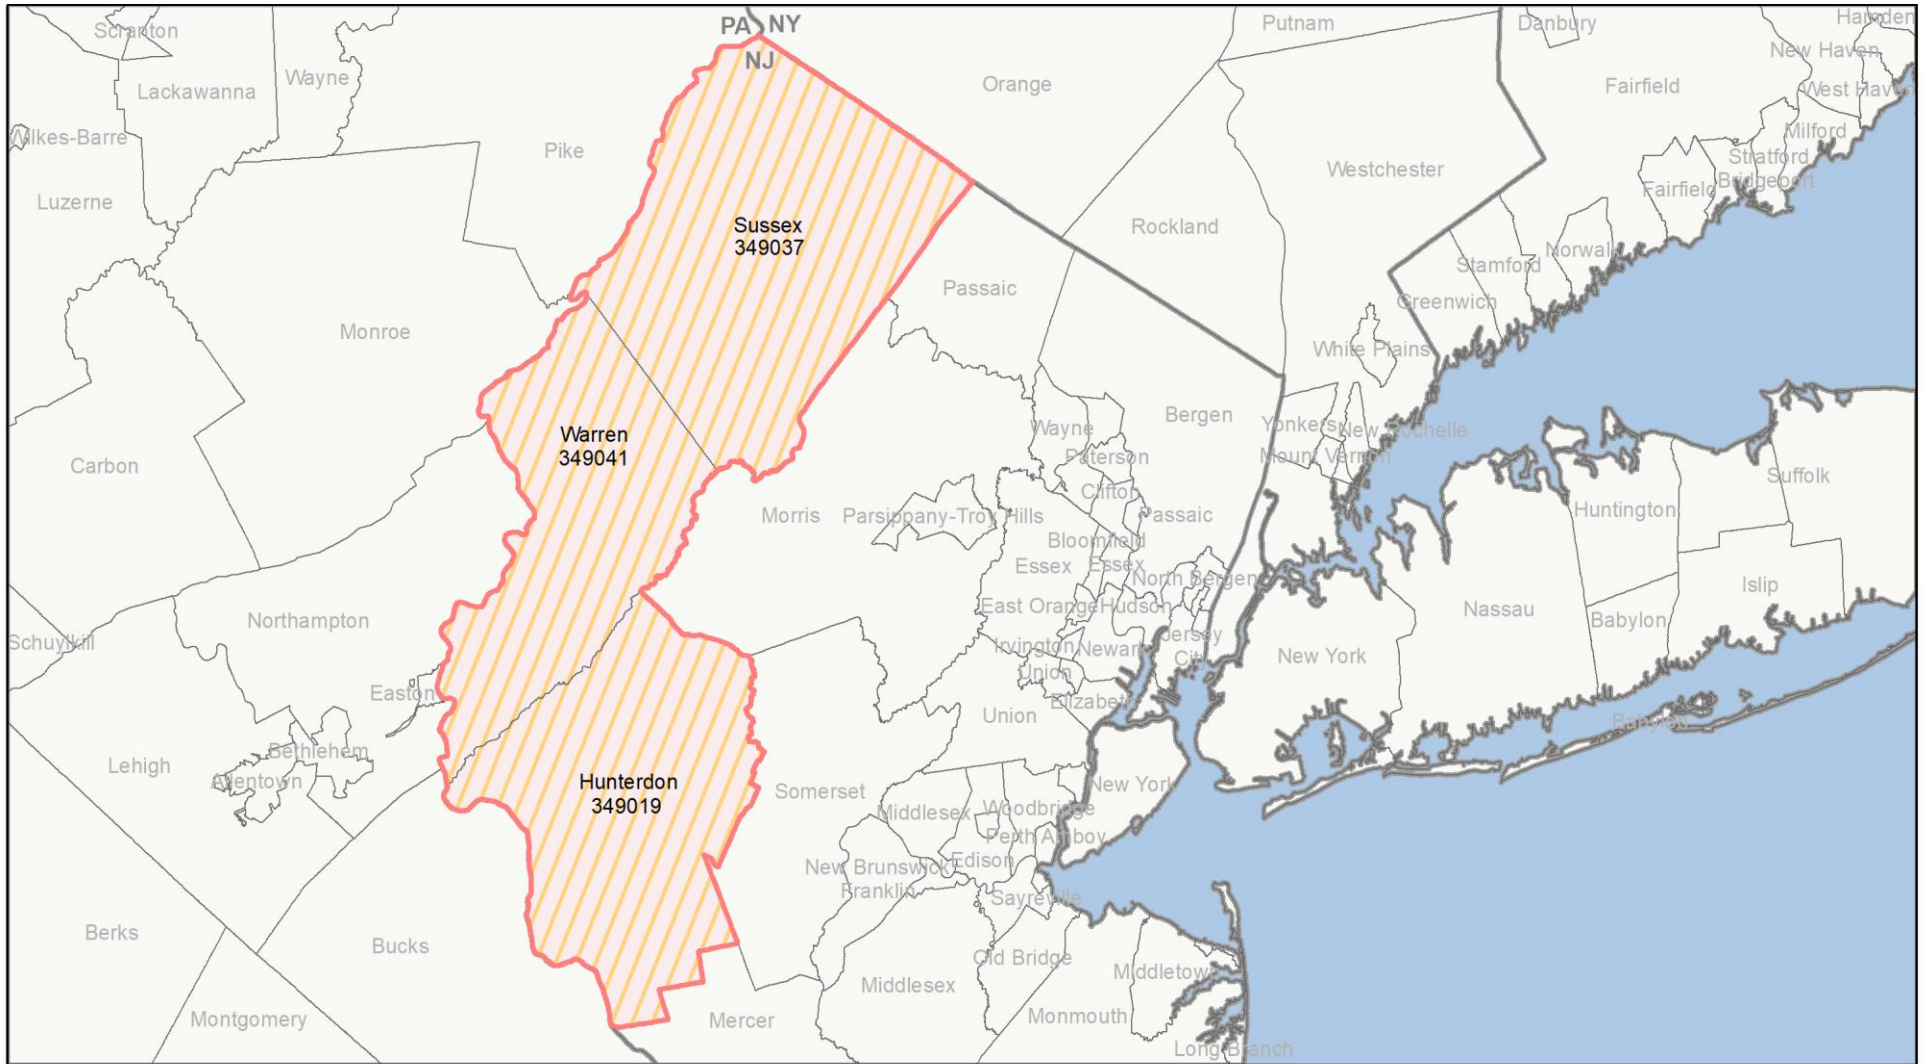 PA
NY
NJ
Scranton
Lackawanna
Wayne
Wilkes-Barre
Luzerne
Pike
Orange
Putnam
Danbury
Hamden
New Haven
West Haven
Fairfield
Milford
Stratford
Bridgeport
Fairfield
Westchester
Rockland
Norwalk
Stamford
Greenwich
White Plains
Sussex
349037
Passaic
Monroe
Carbon
Warren
349041
Bergen
Wayne
Paterson
Clifton
Passaic
Yonkers
New Rochelle
Mount Vernon
Suffolk
Huntington
Morris
Parsippany-Troy Hills
Bloomfield
Essex
Essex
North Bergen
Islip
Nassau
Babylon
Northampton
Schuylkill
East Orange
Hudson
Irvington
Newark
Jersey
City
New York
Union
Easton
Elizabeth
Union
Babylon
Lehigh
Bethlehem
Allentown
Hunterdon
349019
Somerset
New York
Middlesex
Woodbridge
Perth Amboy
Edison
New Brunswick
Franklin
Sayreville
Berks
Bucks
Old Bridge
Middletown
Middlesex
Monmouth
Montgomery
Mercer
Long Branch